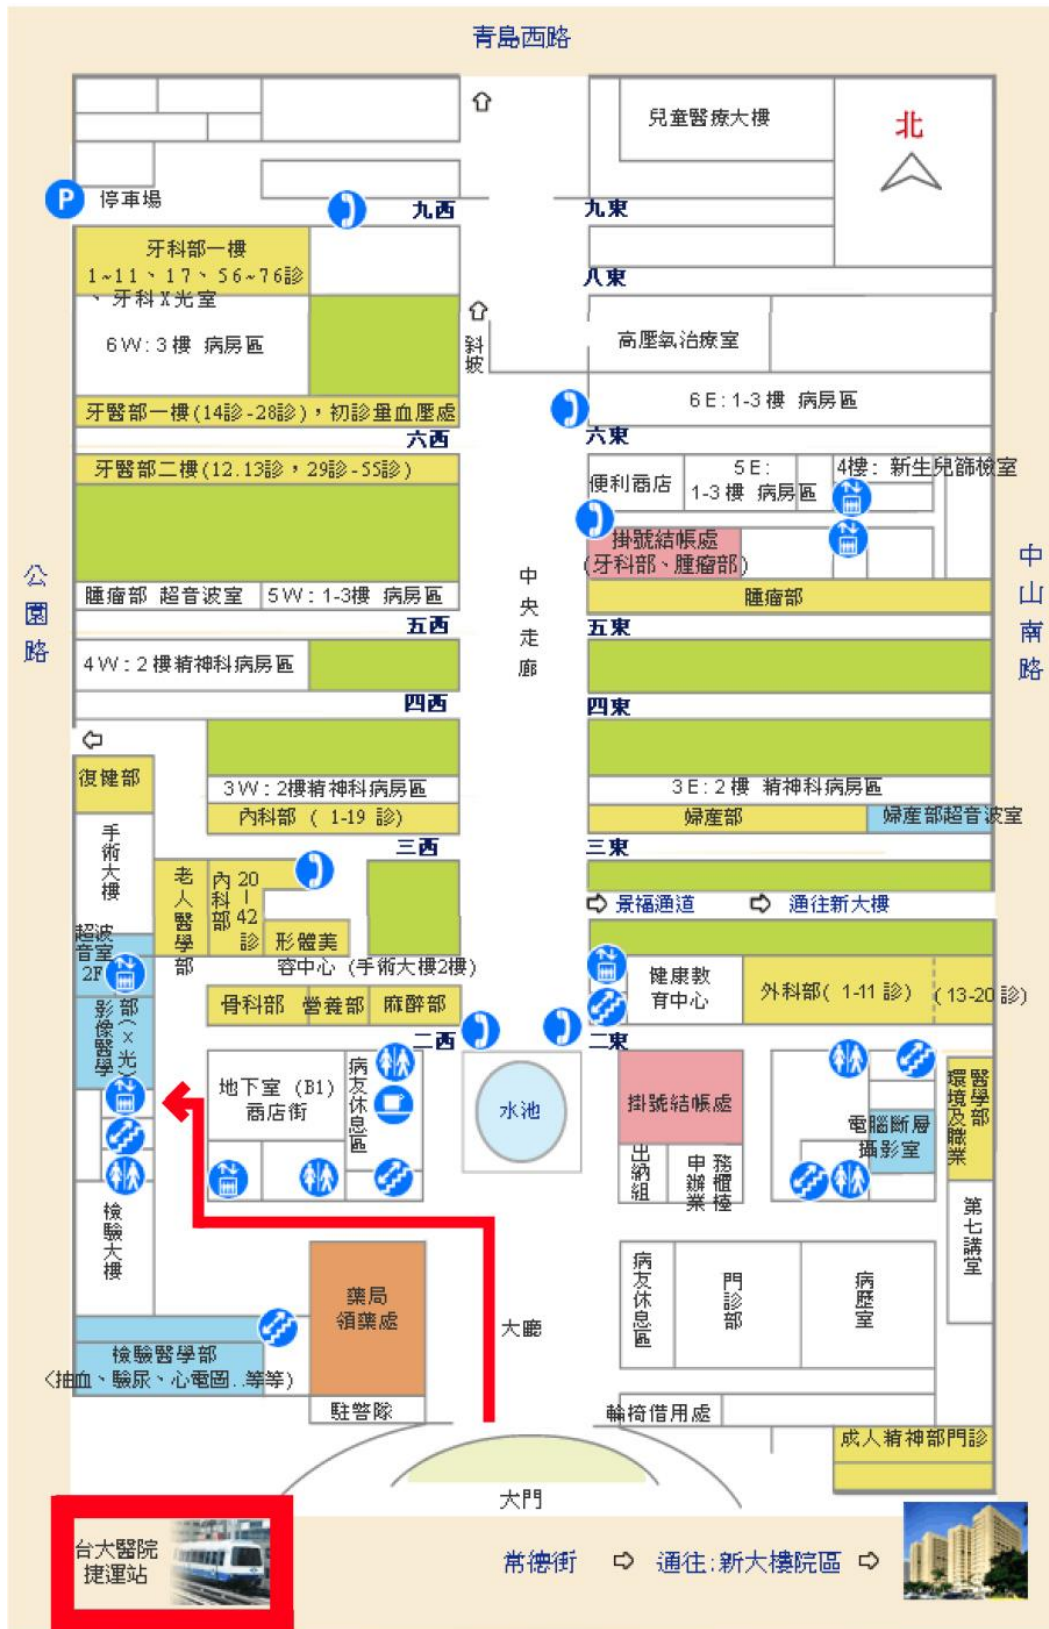 青島西路
兒童醫療大樓
北
P 停車場
九西
九東
牙科部一樓
1~11、17、56~76診
、牙科X光室
八東
6W:3樓 病房區
斜坡
高壓氧治療室
6E:1-3樓 病房區
牙醫部一樓(14診-28診),初診量血壓處
六西
六東
牙醫部二樓(12.13診,29診-55診)
便利商店
5E:
1-3樓 病房區
4樓: 新生兒篩檢室
掛號結帳處
(牙科部、腫瘤部)
公園路
中央走廊
中山南路
腫瘤部 超音波室
5W:1-3樓 病房區
腫瘤部
五西
五東
4W:2樓精神科病房區
四西
四東
復健部
3W:2樓精神科病房區
3E:2樓 精神科病房區
內科部 ( 1-19 診)
婦產部
婦產部超音波室
手術大樓
三西
三東
老人醫學部
內科部
20-42診
景福通道
通往新大樓
形體美
容中心 (手術大樓2樓)
超音波室
2F
健康教
育中心
外科部( 1-11 診)
(13-20 診)
影像醫學部(X光)
骨科部
營養部
麻醉部
二西
二東
地下室 (B1)
商店街
病友休息區
水池
掛號結帳處
電腦斷層
攝影室
環境及職業醫學部
出納組
申辦業務櫃檯
檢驗大樓
第七講堂
藥局
領藥處
大廳
病友休息區
門診部
病歷室
檢驗醫學部
(抽血、驗尿、心電圖..等等)
駐警隊
輪椅借用處
成人精神部門診
大門
台大醫院
捷運站
常德街
通往:新大樓院區